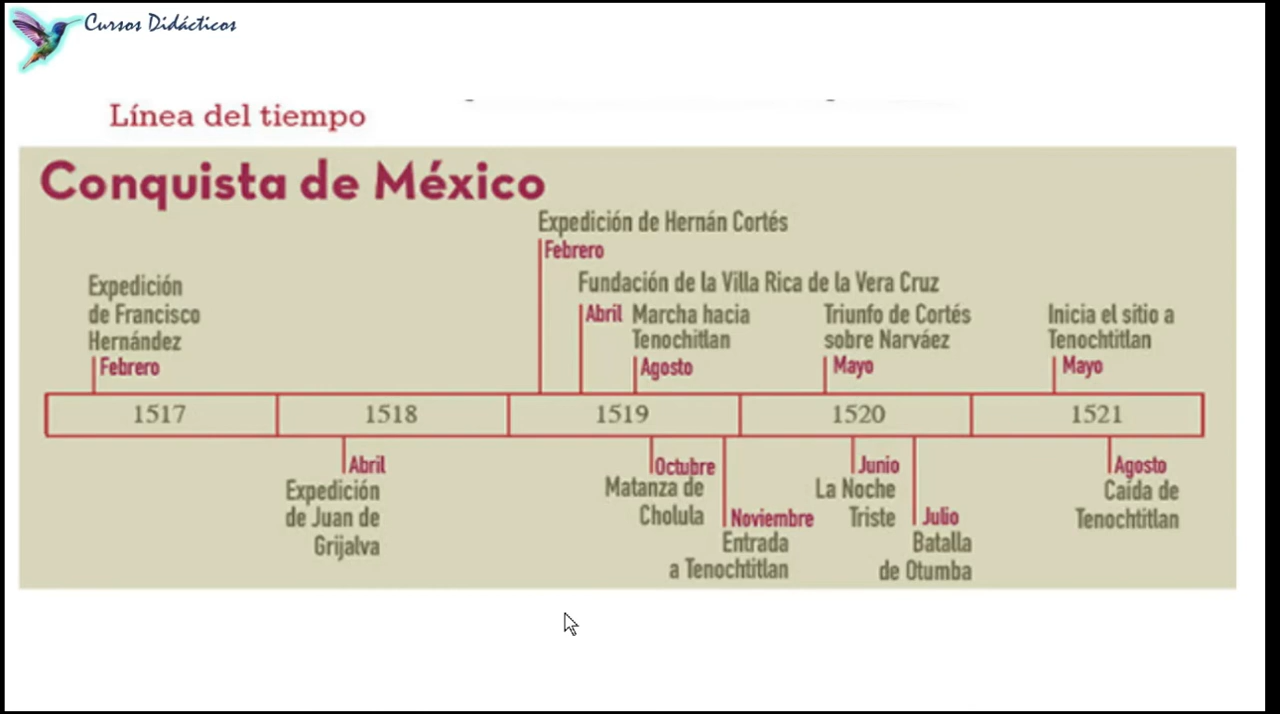 Cursos Didácticos
Línea del tiempo
Conquista de México
Expedición de Hernán Cortés
Febrero
Expedición
de Francisco
Hernández
Febrero
Fundación de la Villa Rica de la Vera Cruz
Abril
Marcha hacia
Tenochitlan
Agosto
Triunfo de Cortés
sobre Narváez
Mayo
Inicia el sitio a
Tenochtitlan
Mayo
1517
1518
1519
1520
1521
Abril
Expedición
de Juan de
Grijalva
Octubre
Matanza de
Cholula
Noviembre
Entrada
a Tenochtitlan
Junio
La Noche
Triste
Julio
Batalla
de Otumba
Agosto
Caída de
Tenochtitlan